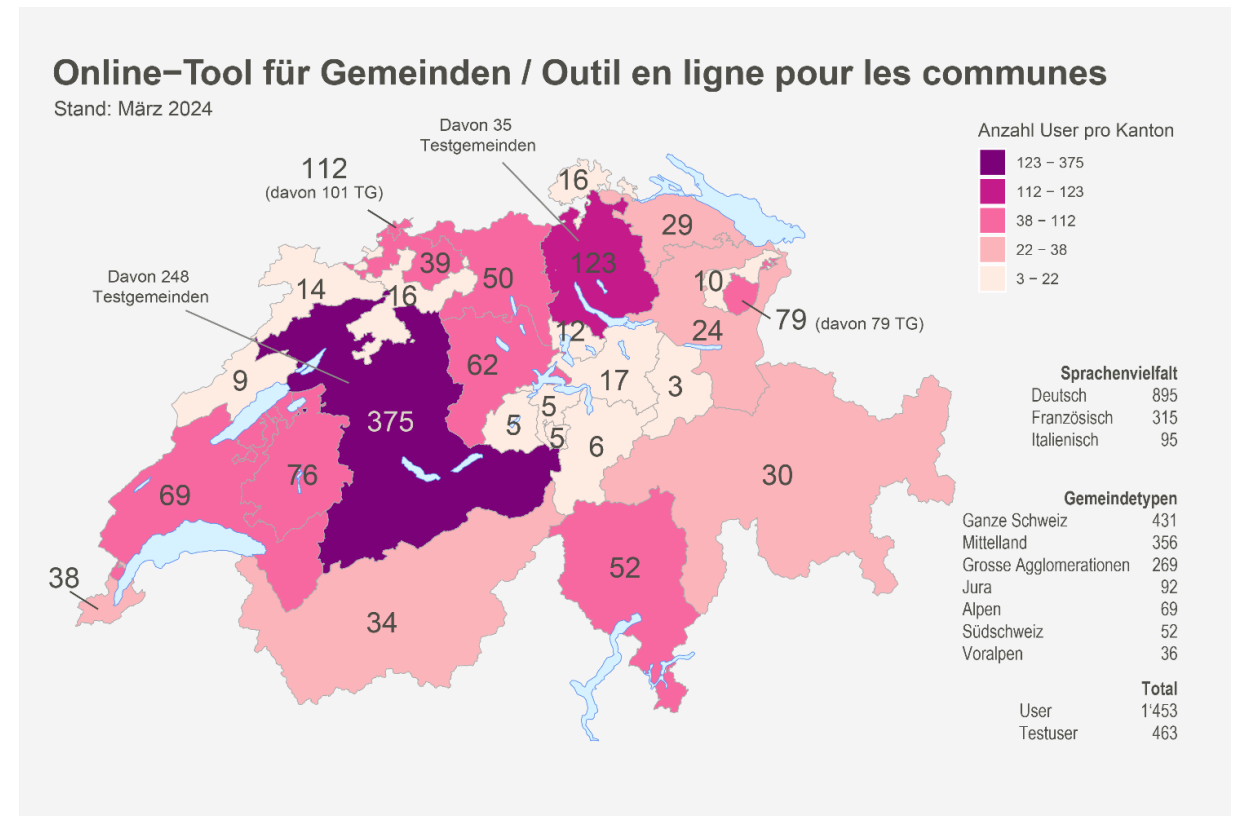 Online−Tool für Gemeinden / Outil en ligne pour les communes
Stand: März 2024
Davon 35
Testgemeinden
Anzahl User pro Kanton
123 − 375
112 − 123
38 − 112
22 − 38
3 − 22
112
(davon 101 TG)
16
29
123
39
50
10
Davon 248
Testgemeinden
14
16
79 (davon 79 TG)
12
24
62
9
17
3
5
5
5
6
375
76
69
30
38
52
34
Sprachenvielfalt
Deutsch 895
Französisch 315
Italienisch 95
Gemeindetypen
Ganze Schweiz 431
Mittelland 356
Grosse Agglomerationen 269
Jura 92
Alpen 69
Südschweiz 52
Voralpen 36
Total
User 1'453
Testuser 463